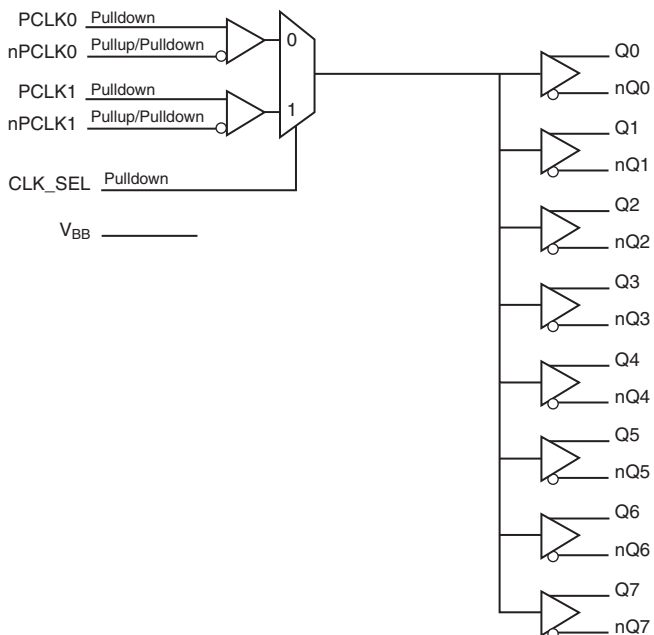 PCLK0 Pulldown
nPCLK0 Pullup/Pulldown
0
PCLK1 Pulldown
nPCLK1 Pullup/Pulldown
1
CLK_SEL Pulldown
VBB
Q0
nQ0
Q1
nQ1
Q2
nQ2
Q3
nQ3
Q4
nQ4
Q5
nQ5
Q6
nQ6
Q7
nQ7